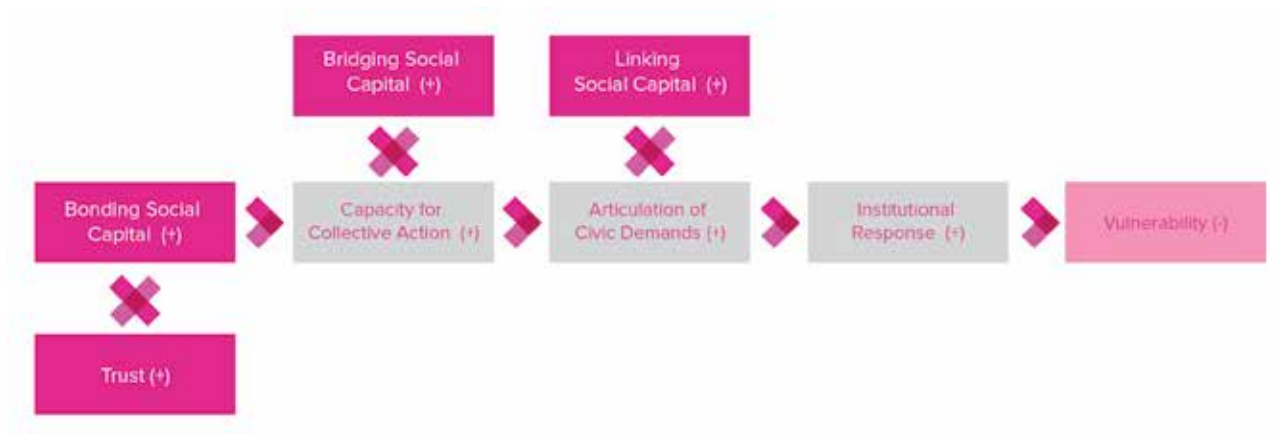 Bridging Social
Capital (+)
Linking
Social Capital (+)
Bonding Social
Capital (+)
Capacity for
Collective Action (+)
Articulation of
Civic Demands (+)
Institutional
Response (+)
Vulnerability (-)
Trust (+)